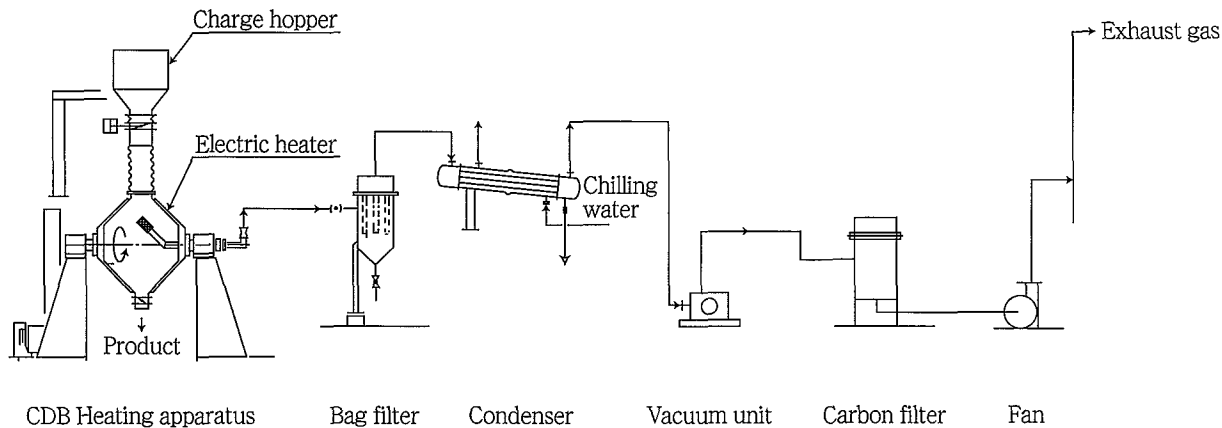 Charge hopper
Exhaust gas
Electric heater
Chilling
water
Product
CDB Heating apparatus
Bag filter
Condenser
Vacuum unit
Carbon filter
Fan